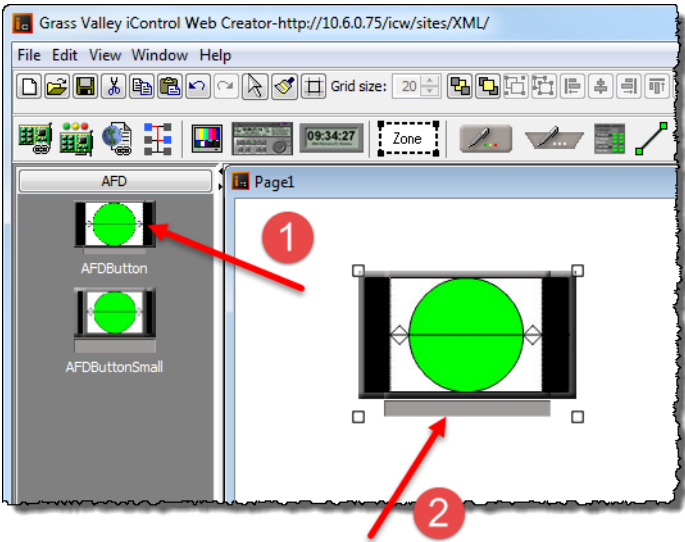 Grass Valley iControl Web Creator-http://10.6.0.75/icw/sites/XML/
File Edit View Window Help
Grid size: 20
09:34:27
Zone
AFD
Page1
1
AFDButton
AFDButtonSmall
2